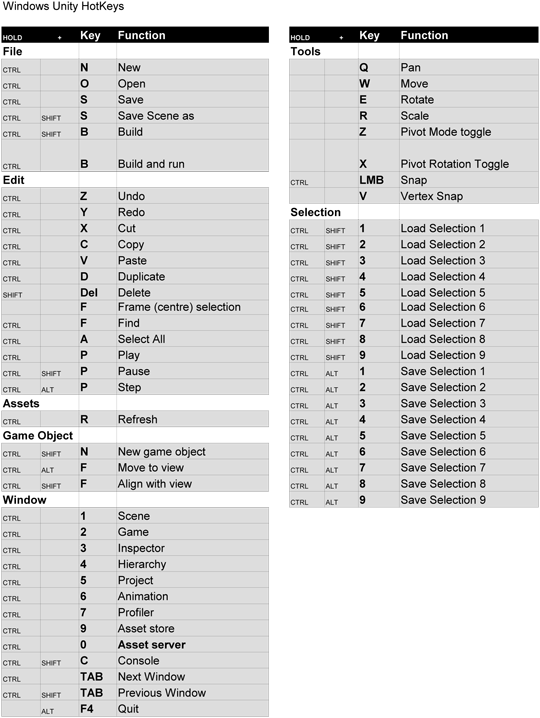 Windows Unity HotKeys
HOLD + Key Function
File
CTRL N New
CTRL O Open
CTRL S Save
CTRL SHIFT S Save Scene as
CTRL SHIFT B Build
CTRL B Build and run
Edit
CTRL Z Undo
CTRL Y Redo
CTRL X Cut
CTRL C Copy
CTRL V Paste
CTRL D Duplicate
SHIFT Del Delete
F Frame (centre) selection
CTRL F Find
CTRL A Select All
CTRL P Play
CTRL SHIFT P Pause
CTRL ALT P Step
Assets
CTRL R Refresh
Game Object
CTRL SHIFT N New game object
CTRL ALT F Move to view
CTRL SHIFT F Align with view
Window
CTRL 1 Scene
CTRL 2 Game
CTRL 3 Inspector
CTRL 4 Hierarchy
CTRL 5 Project
CTRL 6 Animation
CTRL 7 Profiler
CTRL 9 Asset store
CTRL 0 Asset server
CTRL SHIFT C Console
CTRL TAB Next Window
CTRL SHIFT TAB Previous Window
ALT F4 Quit
HOLD + Key Function
Tools
Q Pan
W Move
E Rotate
R Scale
Z Pivot Mode toggle
X Pivot Rotation Toggle
CTRL LMB Snap
V Vertex Snap
Selection
CTRL SHIFT 1 Load Selection 1
CTRL SHIFT 2 Load Selection 2
CTRL SHIFT 3 Load Selection 3
CTRL SHIFT 4 Load Selection 4
CTRL SHIFT 5 Load Selection 5
CTRL SHIFT 6 Load Selection 6
CTRL SHIFT 7 Load Selection 7
CTRL SHIFT 8 Load Selection 8
CTRL SHIFT 9 Load Selection 9
CTRL ALT 1 Save Selection 1
CTRL ALT 2 Save Selection 2
CTRL ALT 3 Save Selection 3
CTRL ALT 4 Save Selection 4
CTRL ALT 5 Save Selection 5
CTRL ALT 6 Save Selection 6
CTRL ALT 7 Save Selection 7
CTRL ALT 8 Save Selection 8
CTRL ALT 9 Save Selection 9